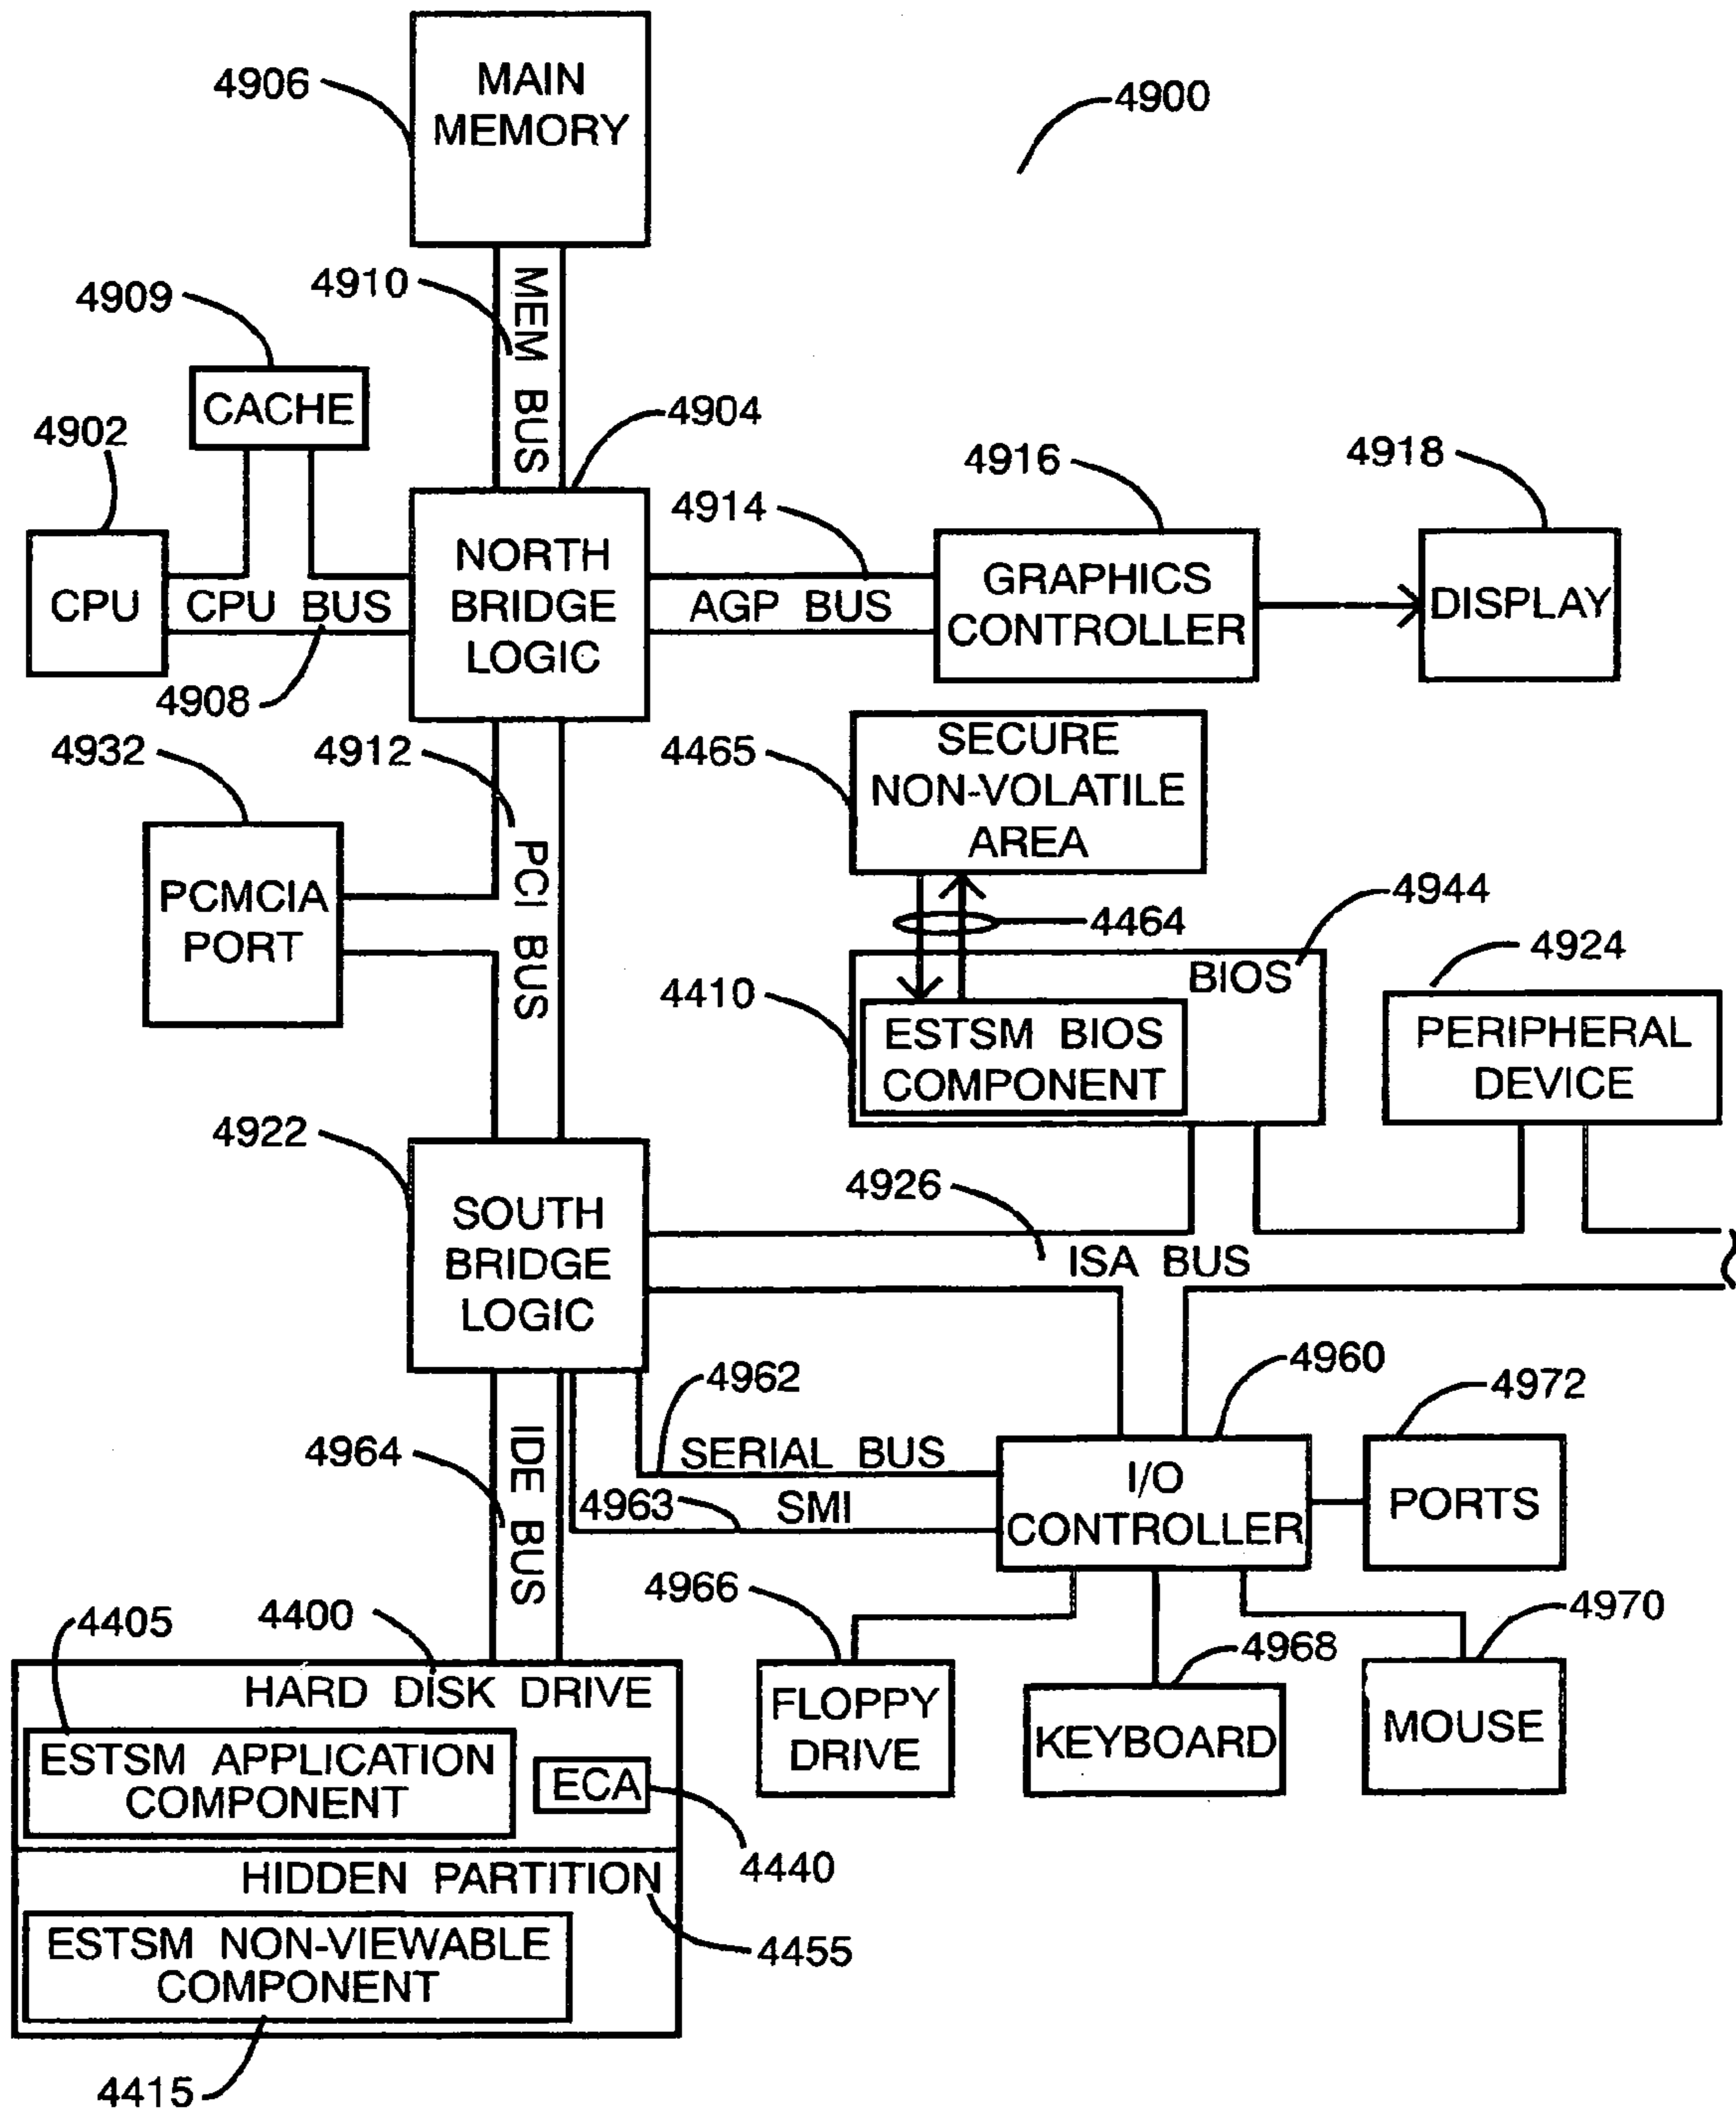 MAIN
MEMORY
4906
4900
4910
MEM BUS
4909
CACHE
4902
4904
4916
4918
4914
CPU
CPU BUS
NORTH
BRIDGE
LOGIC
AGP BUS
GRAPHICS
CONTROLLER
DISPLAY
4908
4932
4912
4465
SECURE
NON-VOLATILE
AREA
PCMCIA
PORT
PCI BUS
4464
4944
4924
BIOS
4410
ESTSM BIOS
COMPONENT
PERIPHERAL
DEVICE
4922
4926
SOUTH
BRIDGE
LOGIC
ISA BUS
4962
4960
4972
4964
IDE BUS
SERIAL BUS
4963
SMI
I/O
CONTROLLER
PORTS
4966
4405
4400
4968
4970
HARD DISK DRIVE
FLOPPY
DRIVE
KEYBOARD
MOUSE
ESTSM APPLICATION
COMPONENT
ECA
4440
HIDDEN PARTITION
4455
ESTSM NON-VIEWABLE
COMPONENT
4415